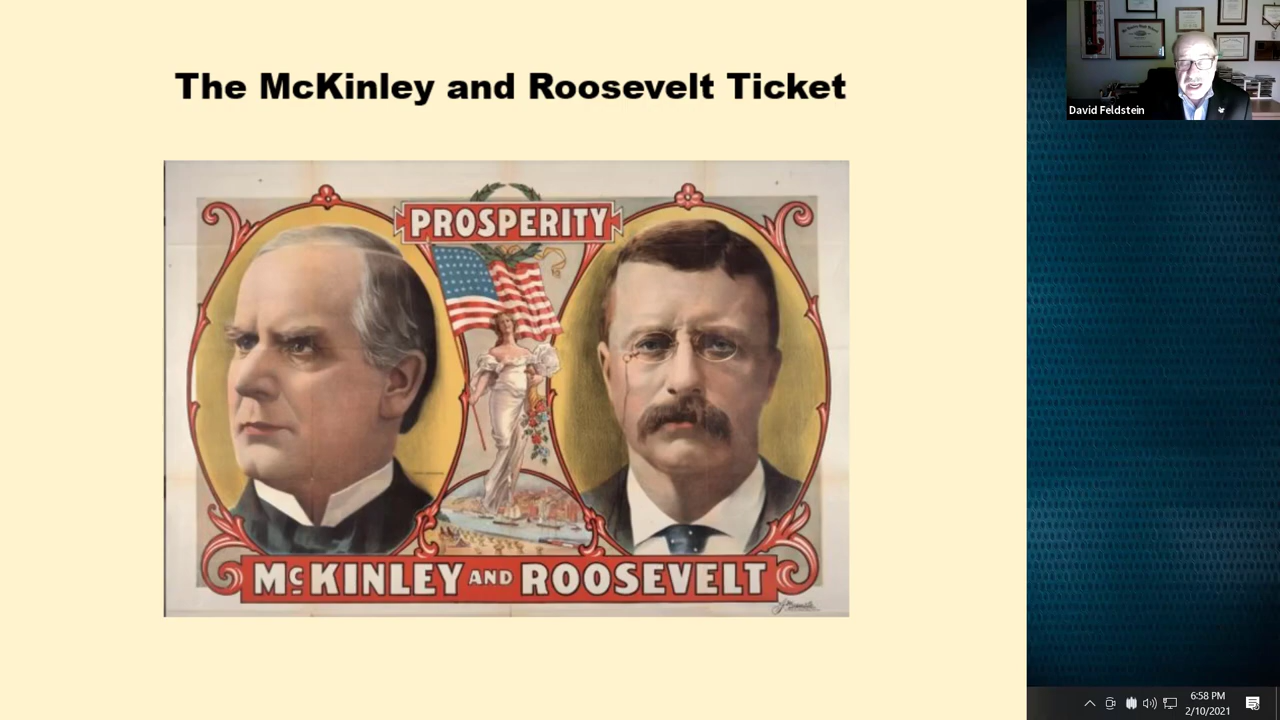 The McKinley and Roosevelt Ticket
PROSPERITY
McKINLEY AND ROOSEVELT
David Feldstein
6:58 PM
2/10/2021